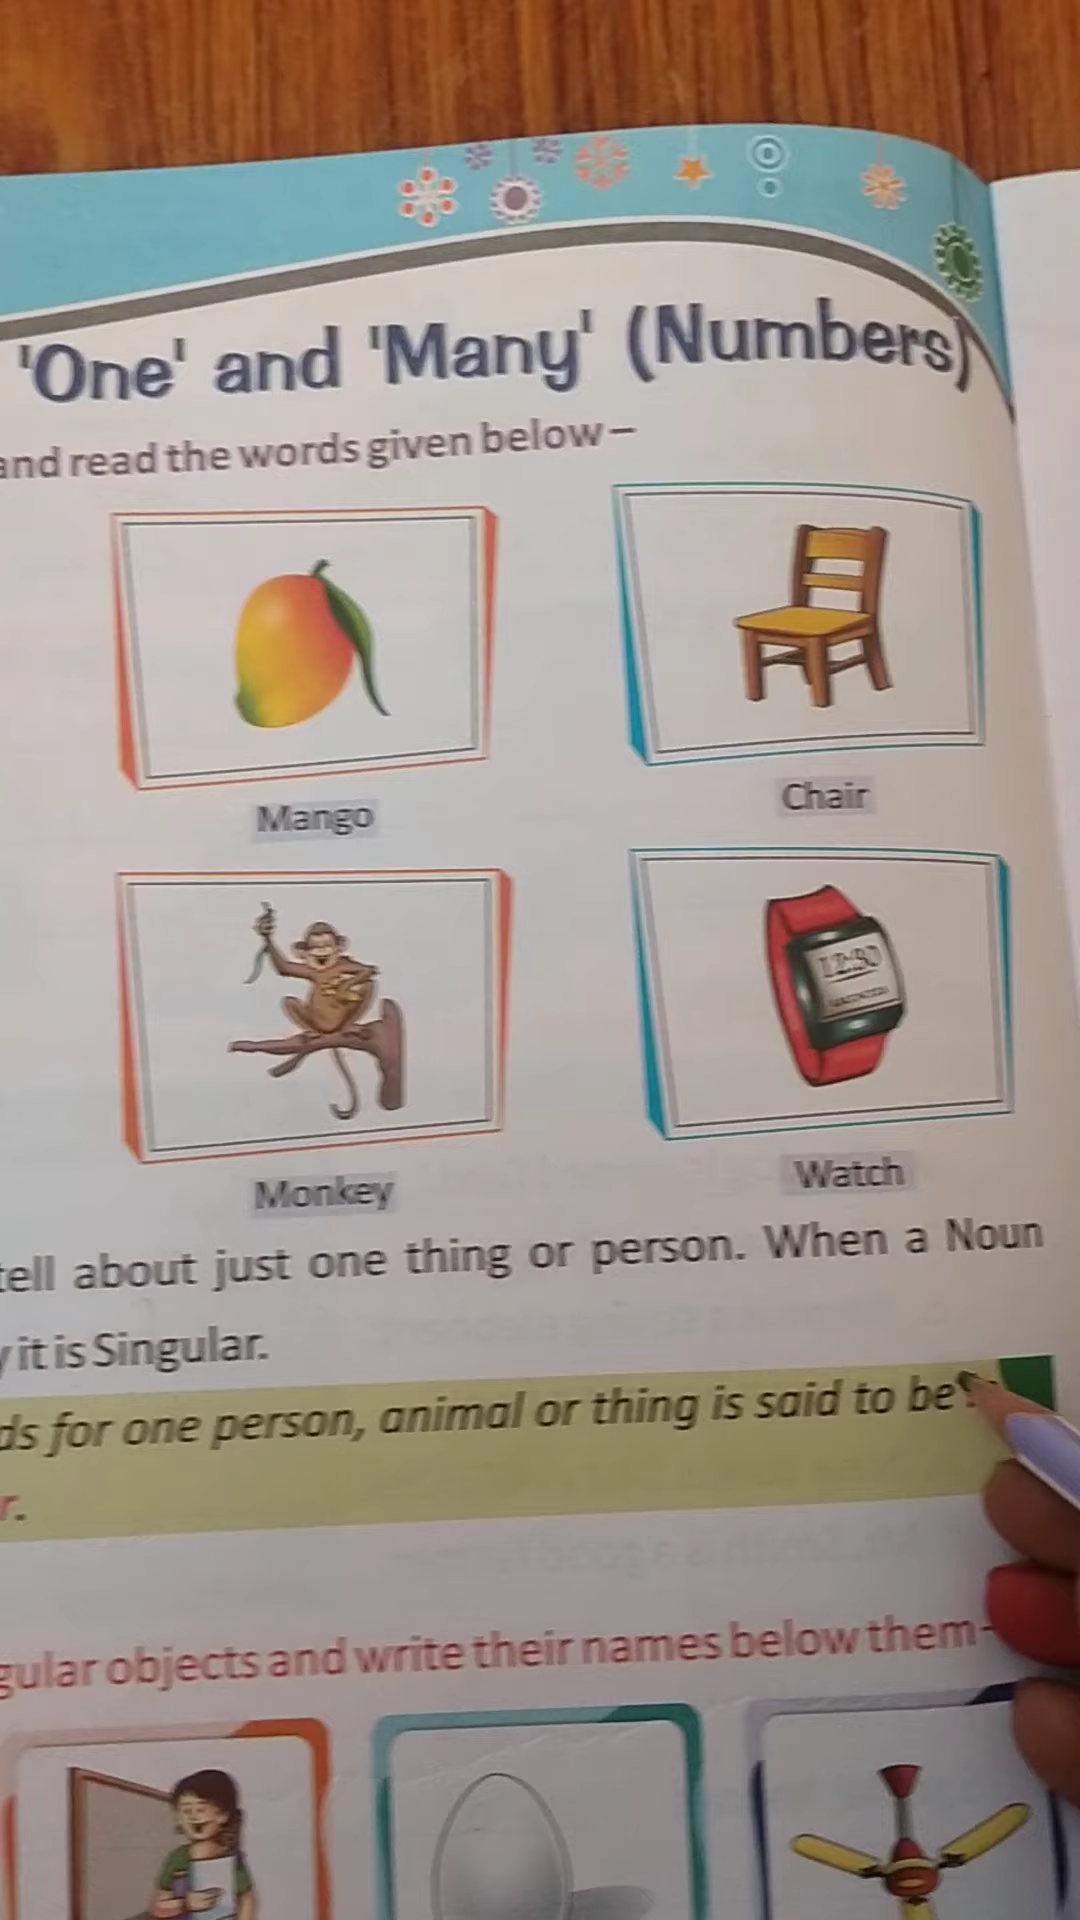 'One' and 'Many' (Numbers)
and read the words given below–
Mango
Chair
Monkey
Watch
tell about just one thing or person. When a Noun
it is Singular.
for one person, animal or thing is said to be
r.
objects and write their names below them-
12:30